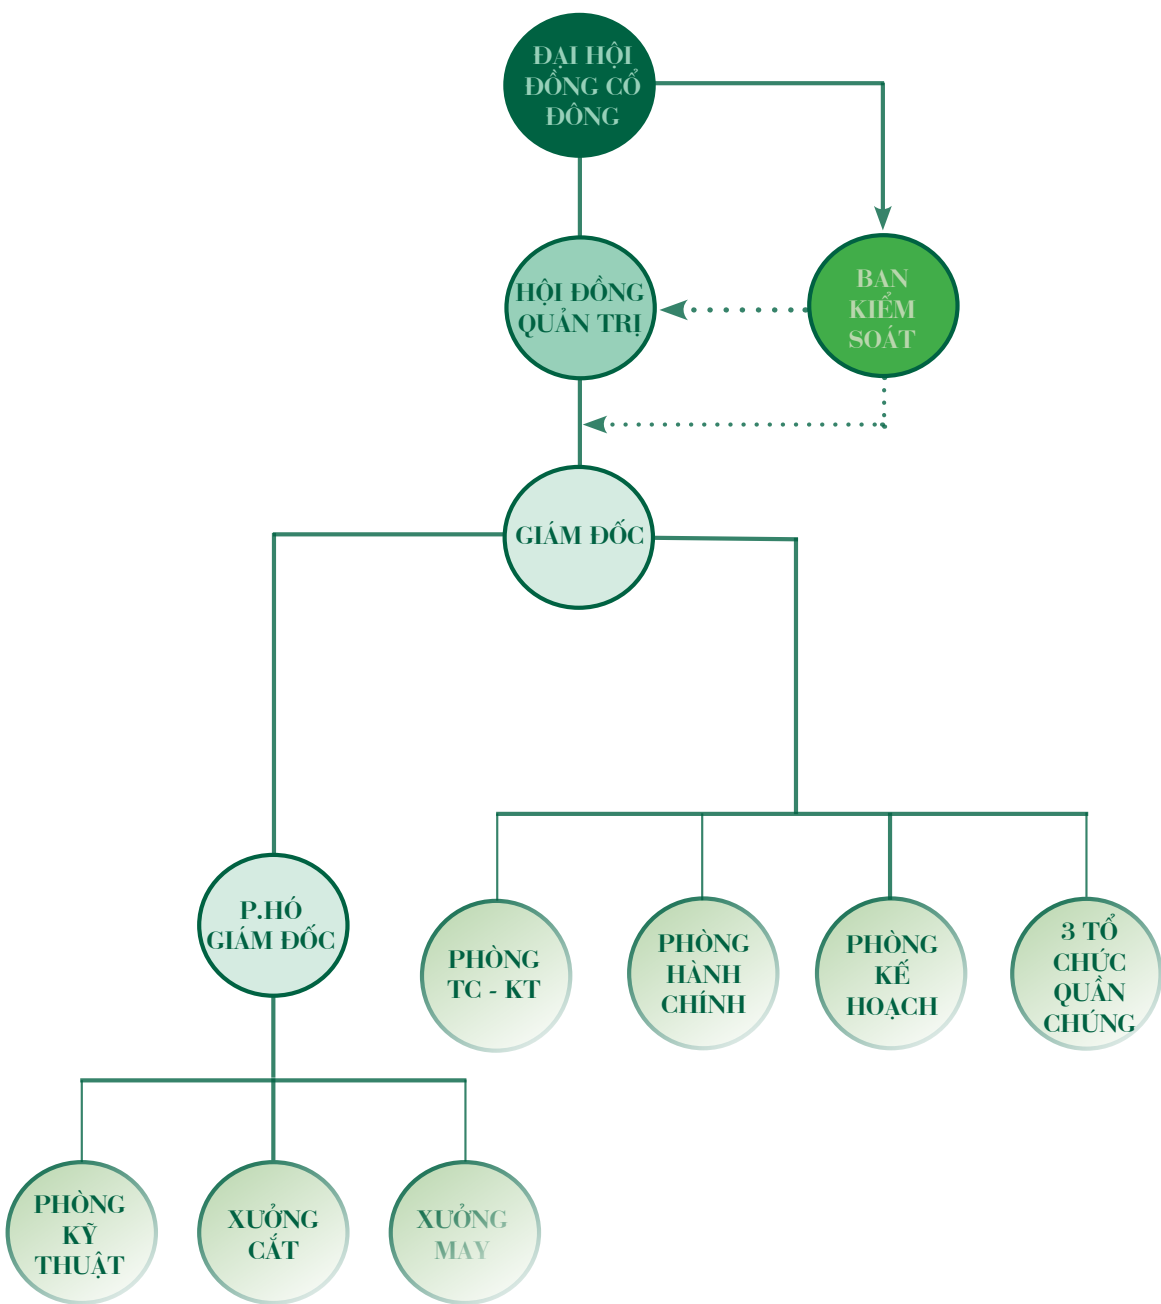 ĐẠI HỘI
ĐỒNG CỔ
ĐÔNG
HỘI ĐỒNG
QUẢN TRỊ
BAN
KIỂM
SOÁT
GIÁM ĐỐC
P.HÓ
GIÁM ĐỐC
PHÒNG
TC - KT
PHÒNG
HÀNH
CHÍNH
PHÒNG
KẾ
HOẠCH
3 TỔ
CHỨC
QUẦN
CHÚNG
PHÒNG
KỸ
THUẬT
XƯỞNG
CẮT
XƯỞNG
MAY